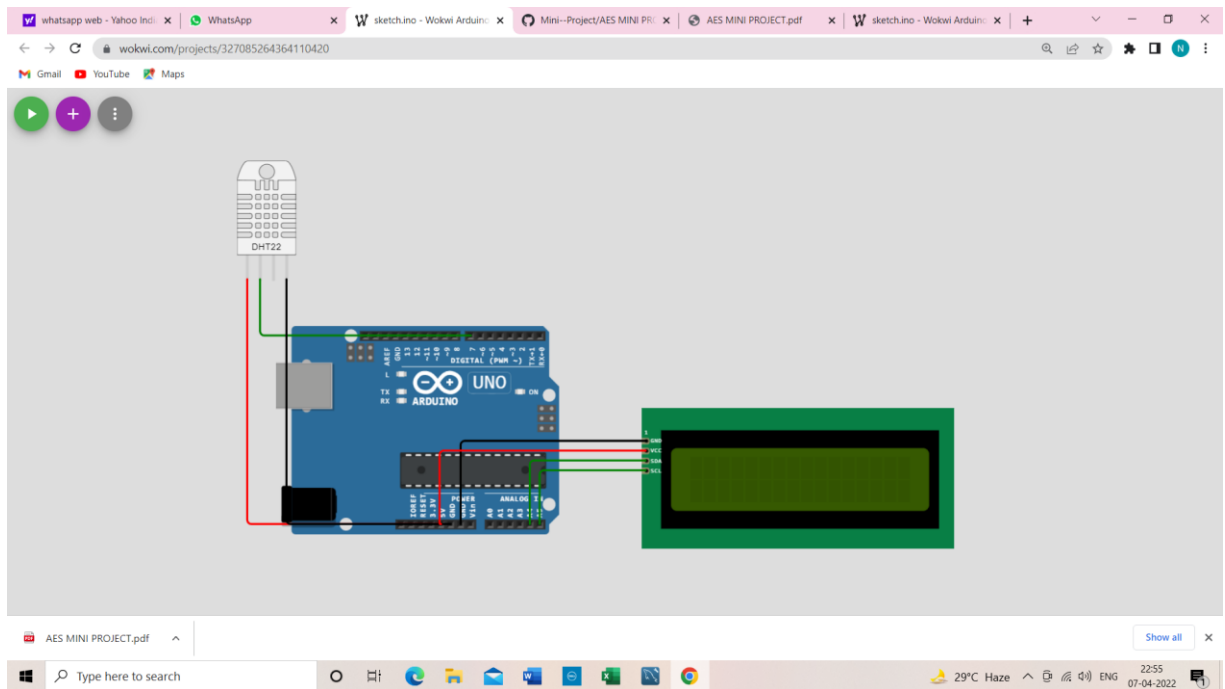 whatsapp web - Yahoo Indi
WhatsApp
sketch.ino - Wokwi Arduino
Mini--Project/AES MINI PRO
AES MINI PROJECT.pdf
sketch.ino - Wokwi Arduino
wokwi.com/projects/327085264364110420
N
Gmail
YouTube
Maps
DHT22
AREF
GND
13
12
~11
~10
~9
8
7
~6
~5
4
~3
2
TX→1
RX←0
DIGITAL (PWM ~)
L
TX
RX
ARDUINO
UNO
ON
1
GND
VCC
SDA
SCL
IOREF
RESET
3.3V
5V
GND
GND
Vin
POWER
ANALOG IN
A0
A1
A2
A3
AES MINI PROJECT.pdf
Show all
Type here to search
29°C Haze
ENG
22:55
07-04-2022
1